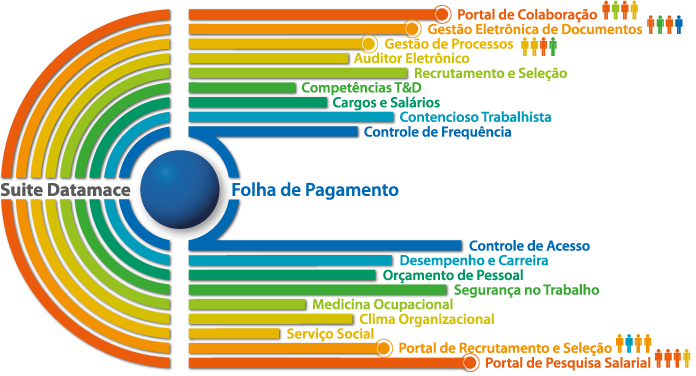 Portal de Colaboração
Gestão Eletrônica de Documentos
Gestão de Processos
Auditor Eletrônico
Recrutamento e Seleção
Competências T&D
Cargos e Salários
Contencioso Trabalhista
Controle de Frequência
Suite Datamace
Folha de Pagamento
Controle de Acesso
Desempenho e Carreira
Orçamento de Pessoal
Segurança no Trabalho
Medicina Ocupacional
Clima Organizacional
Serviço Social
Portal de Recrutamento e Seleção
Portal de Pesquisa Salarial